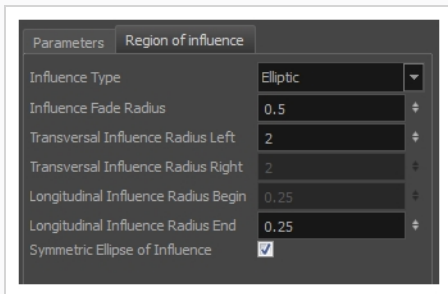 Parameters Region of influence
Influence Type Elliptic
Influence Fade Radius 0.5
Transversal Influence Radius Left 2
Transversal Influence Radius Right 2
Longitudinal Influence Radius Begin 0.25
Longitudinal Influence Radius End 0.25
Symmetric Ellipse of Influence